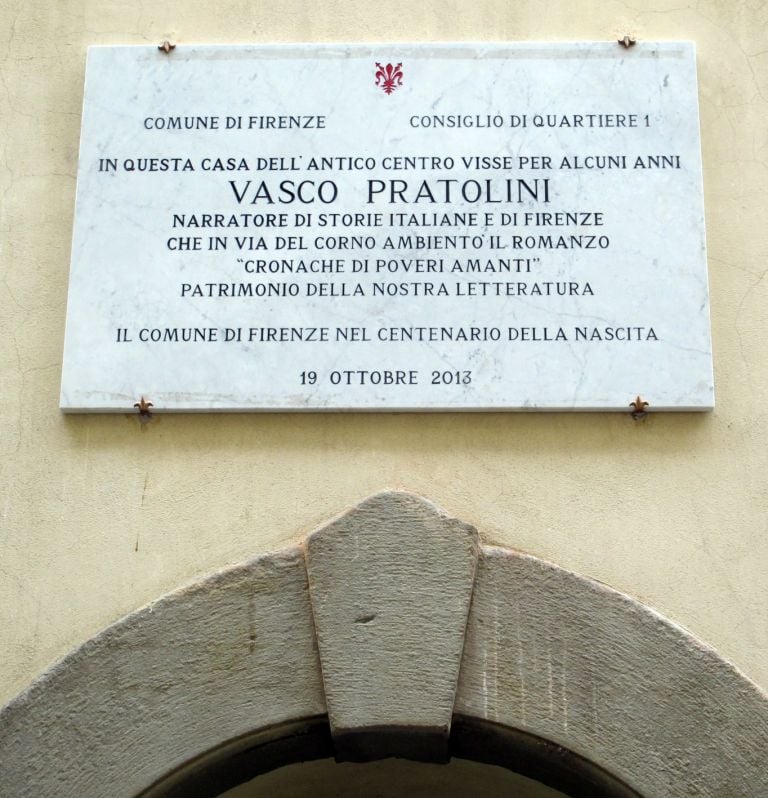 COMUNE DI FIRENZE CONSIGLIO DI QUARTIERE 1
IN QUESTA CASA DELL'ANTICO CENTRO VISSE PER ALCUNI ANNI
VASCO PRATOLINI
NARRATORE DI STORIE ITALIANE E DI FIRENZE
CHE IN VIA DEL CORNO AMBIENTÒ IL ROMANZO
"CRONACHE DI POVERI AMANTI"
PATRIMONIO DELLA NOSTRA LETTERATURA
IL COMUNE DI FIRENZE NEL CENTENARIO DELLA NASCITA
19 OTTOBRE 2013